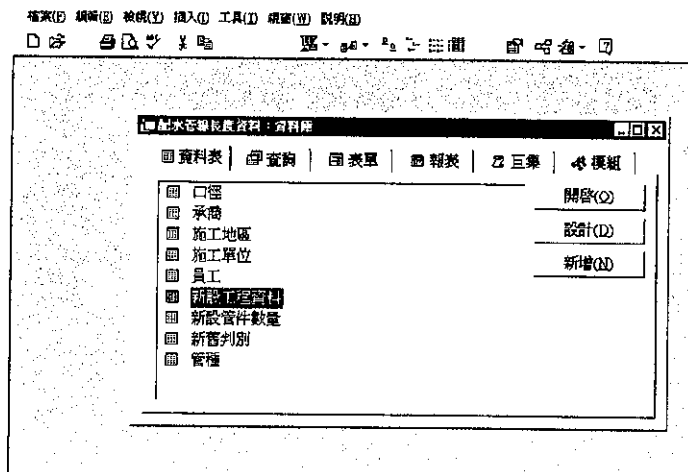 檔案(F) 編輯(E) 檢視(V) 插入(I) 工具(T) 視窗(W) 說明(H)
配水管線長度資料：資料庫
資料表 查詢 表單 報表 巨集 模組
口徑
開啟(O)
承商
施工地區
設計(D)
施工單位
新增(N)
員工
新設工程資料
新設管件數量
新舊判別
管種